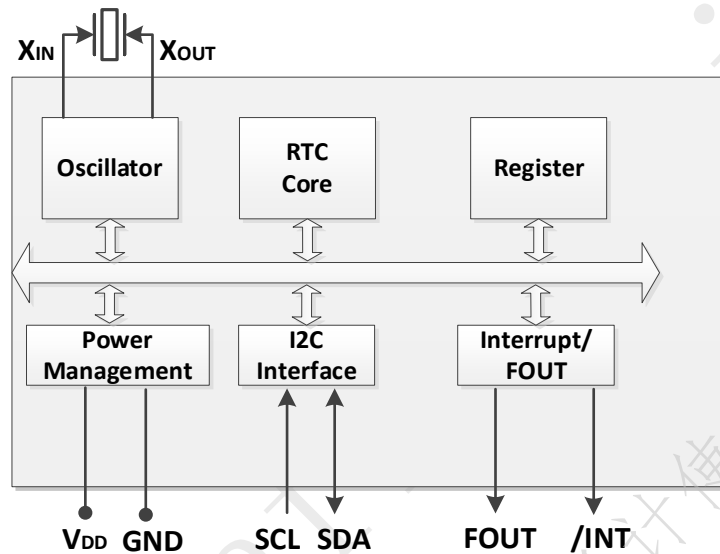 XIN XOUT
Oscillator
RTC
Core
Register
Power
Management
I2C
Interface
Interrupt/
FOUT
VDD GND SCL SDA FOUT /INT